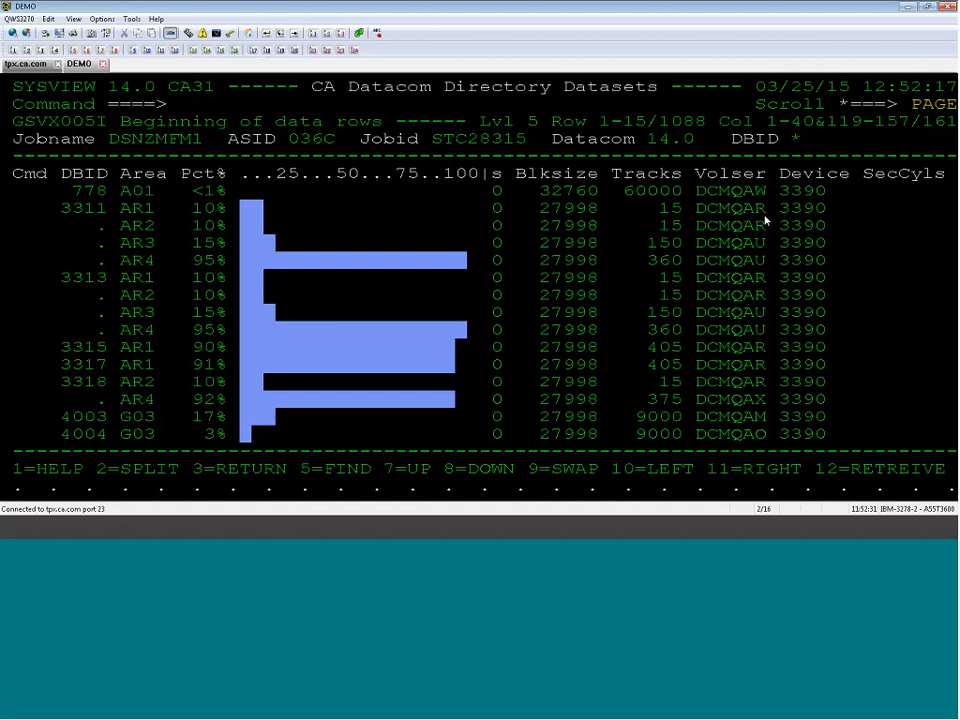 DEMO
QWS3270 Edit View Options Tools Help
tpx.ca.com DEMO
SYSVIEW 14.0 CA31 ------ CA Datacom Directory Datasets ------ 03/25/15 12:52:17
Command ====> Scroll *===> PAGE
GSVX005I Beginning of data rows ------ Lvl 5 Row 1-15/1088 Col 1-40&119-157/161
Jobname DSNZMFM1 ASID 036C Jobid STC28315 Datacom 14.0 DBID *
-------------------------------------------------------------------------------
Cmd DBID Area Pct% ...25...50...75..100|s Blksize Tracks Volser Device SecCyls
778 A01 <1% 0 32760 60000 DCMQAW 3390
3311 AR1 10% 0 27998 15 DCMQAR 3390
. AR2 10% 0 27998 15 DCMQAR 3390
. AR3 15% 0 27998 150 DCMQAU 3390
. AR4 95% 0 27998 360 DCMQAU 3390
3313 AR1 10% 0 27998 15 DCMQAR 3390
. AR2 10% 0 27998 15 DCMQAR 3390
. AR3 15% 0 27998 150 DCMQAU 3390
. AR4 95% 0 27998 360 DCMQAU 3390
3315 AR1 90% 0 27998 405 DCMQAR 3390
3317 AR1 91% 0 27998 405 DCMQAR 3390
3318 AR2 10% 0 27998 15 DCMQAR 3390
. AR4 92% 0 27998 375 DCMQAX 3390
4003 G03 17% 0 27998 9000 DCMQAM 3390
4004 G03 3% 0 27998 9000 DCMQAO 3390
-------------------------------------------------------------------------------
1=HELP 2=SPLIT 3=RETURN 5=FIND 7=UP 8=DOWN 9=SWAP 10=LEFT 11=RIGHT 12=RETREIVE
Connected to tpx.ca.com port 23 2/16 11:52:31 IBM-3278-2 - A55T3600